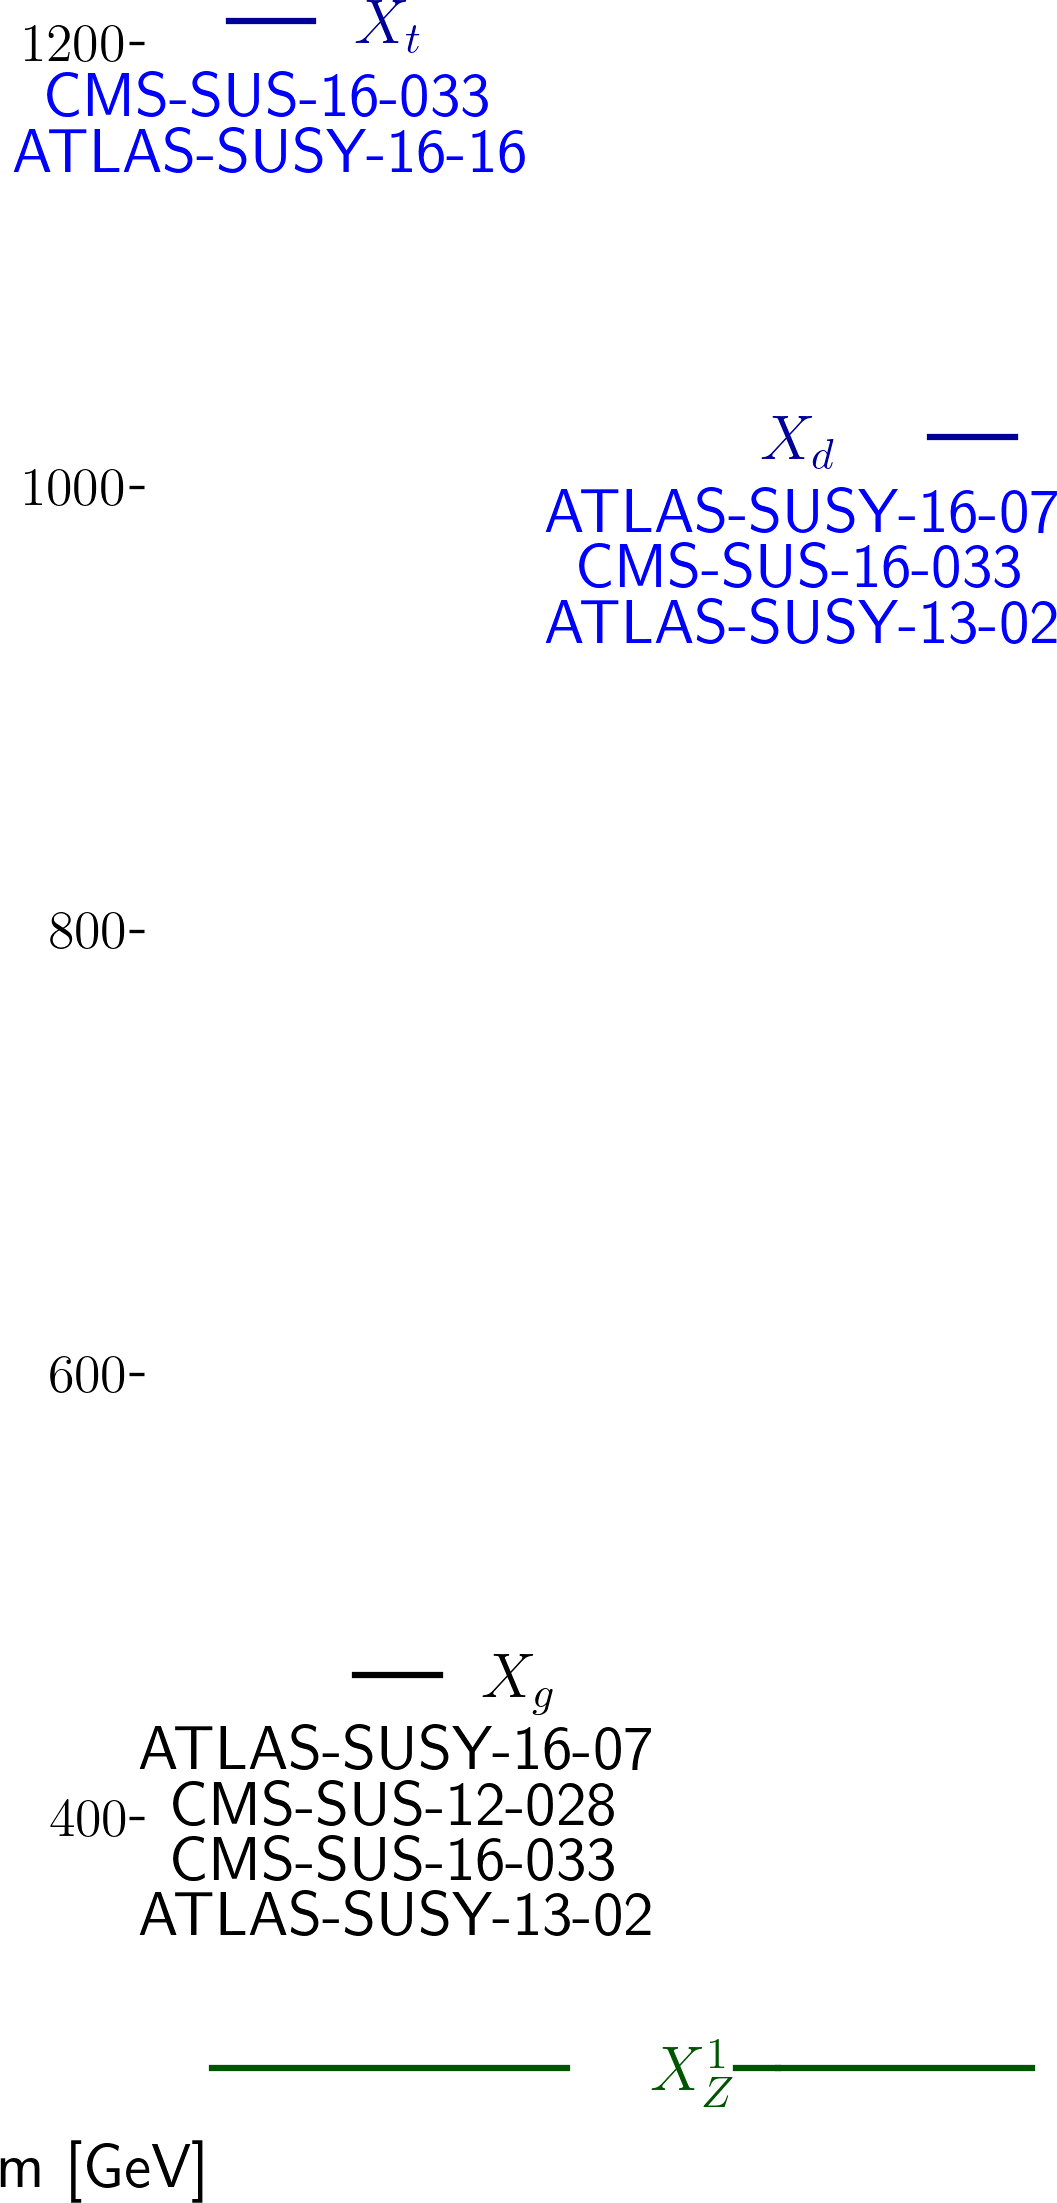 X_t
1200-
CMS-SUS-16-033
ATLAS-SUSY-16-16
X_d
1000-
ATLAS-SUSY-16-07
CMS-SUS-16-033
ATLAS-SUSY-13-02
800-
600-
X_g
ATLAS-SUSY-16-07
CMS-SUS-12-028
400-
CMS-SUS-16-033
ATLAS-SUSY-13-02
X_Z^1
m [GeV]